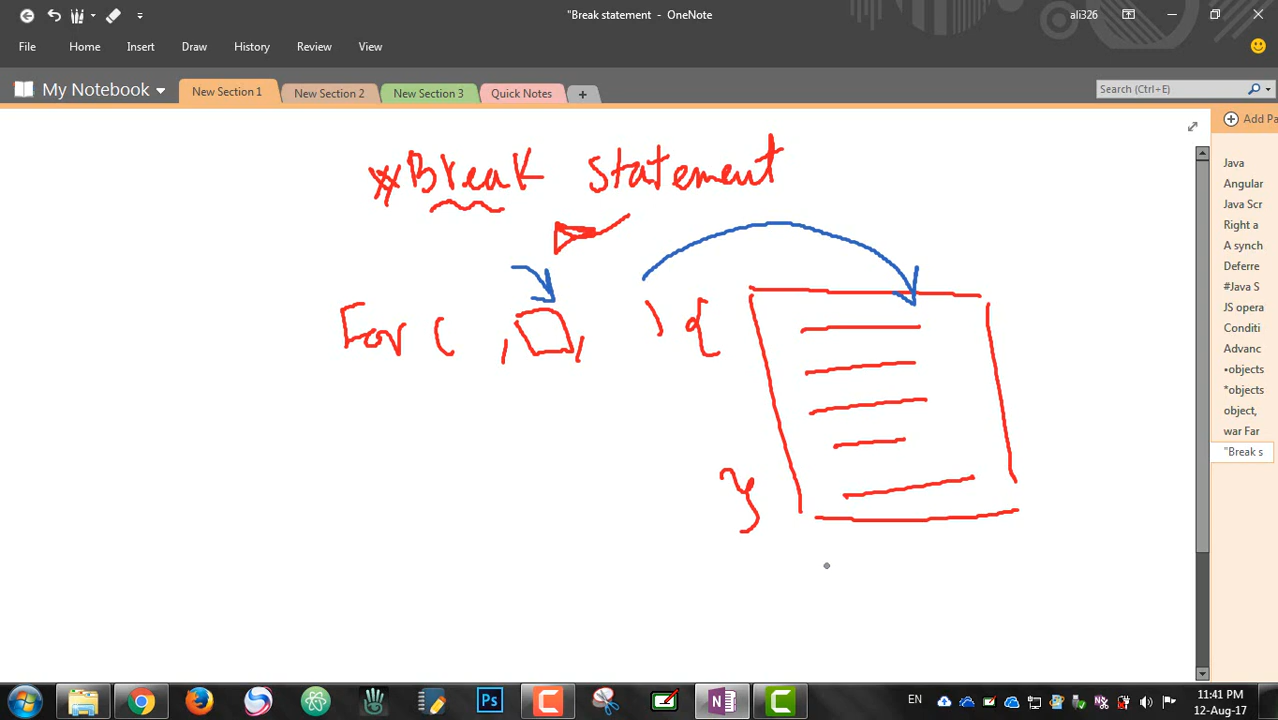 "Break statement - OneNote
ali326
File Home Insert Draw History Review View
My Notebook
New Section 1
New Section 2
New Section 3
Quick Notes
+
Search (Ctrl+E)
Add Pa
**Break statement
For ( , , ) {
}
Java
Angular
Java Scr
Right a
A synch
Deferre
#Java S
JS opera
Conditi
Advanc
•objects
*objects
object,
war Far
"Break s
Ps
N
EN
11:41 PM
12-Aug-17